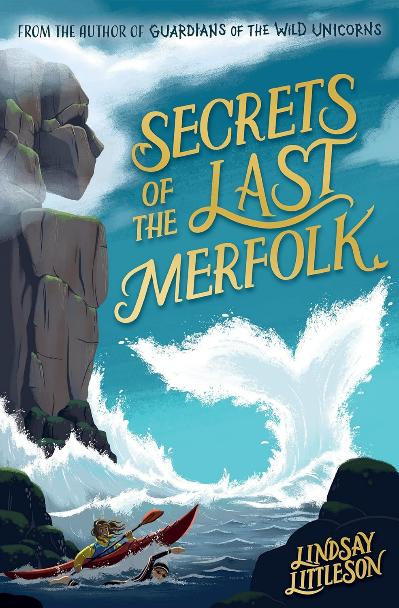 FROM THE AUTHOR OF GUARDIANS OF THE WILD UNICORNS
SECRETS
OF THE LAST
MERFOLK
LINDSAY
LITTLESON